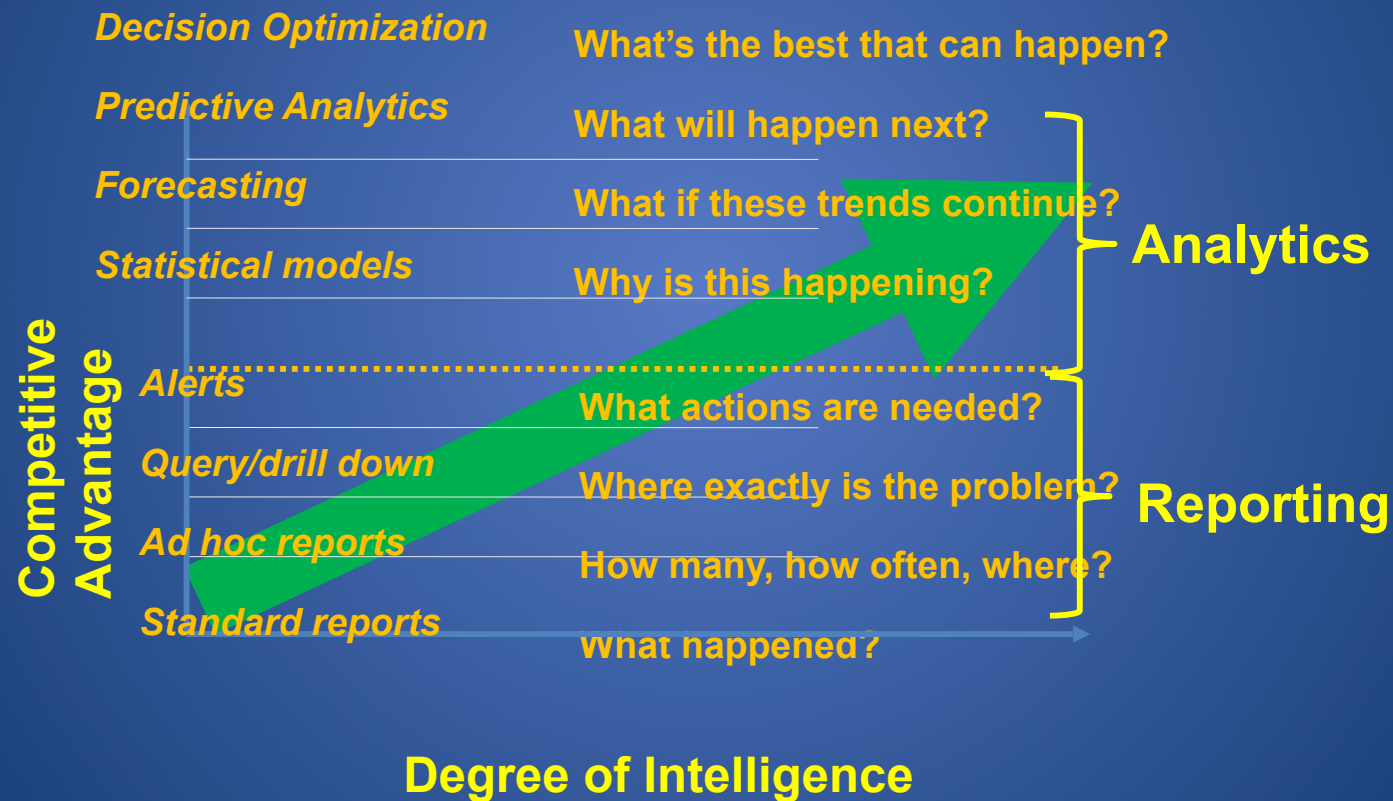 Decision Optimization
What's the best that can happen?
Predictive Analytics
What will happen next?
Forecasting
What if these trends continue?
Analytics
Statistical models
Why is this happening?
Competitive
Advantage
Alerts
What actions are needed?
Query/drill down
Where exactly is the problem?
Reporting
Ad hoc reports
How many, how often, where?
Standard reports
What happened?
Degree of Intelligence